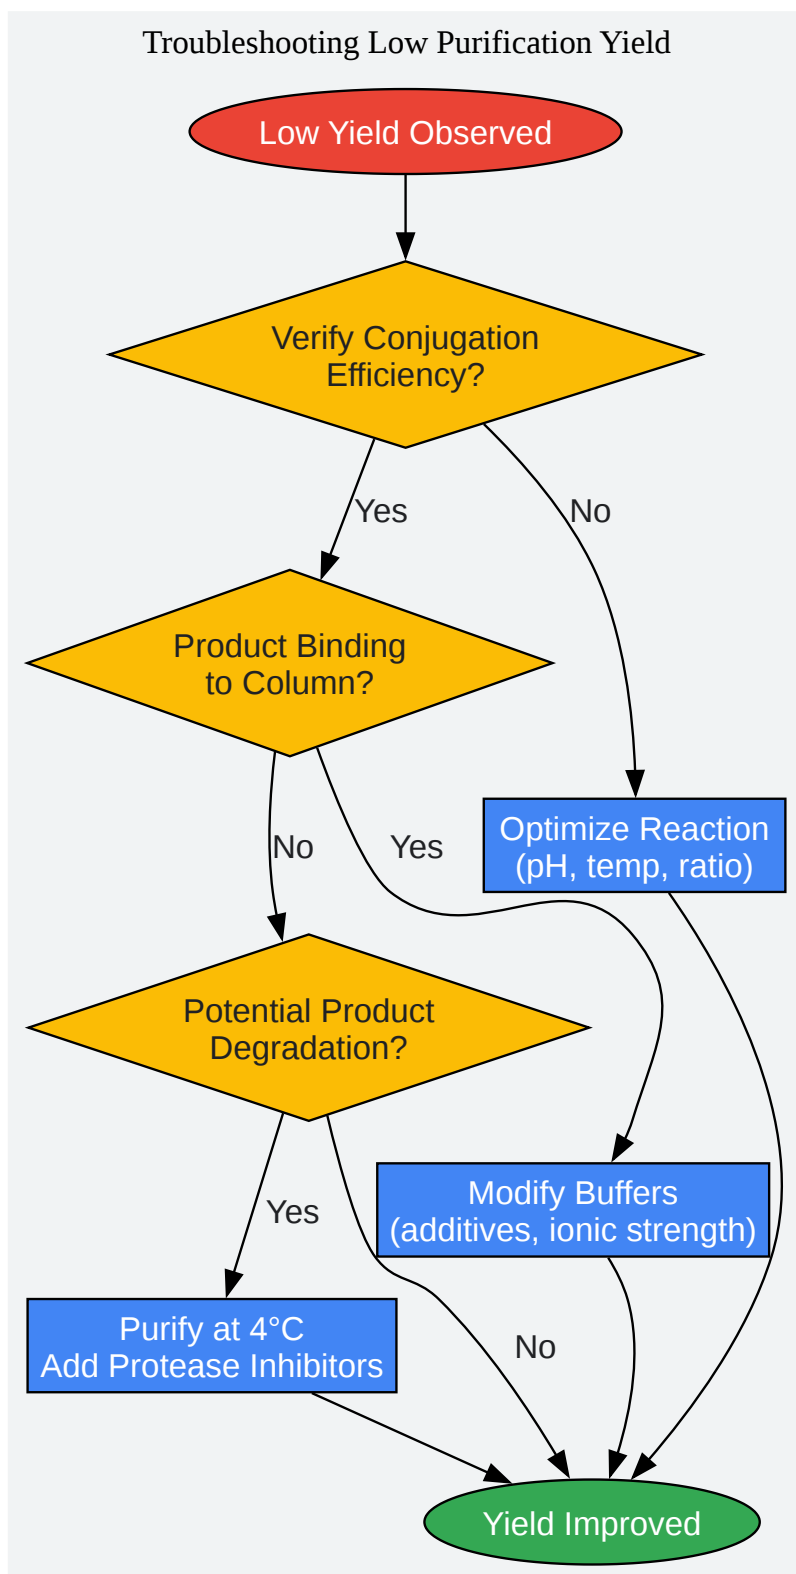 Troubleshooting Low Purification Yield
Low Yield Observed
Verify Conjugation
Efficiency?
Yes
No
Product Binding
to Column?
Optimize Reaction
(pH, temp, ratio)
No
Yes
Potential Product
Degradation?
Modify Buffers
(additives, ionic strength)
Yes
Purify at 4°C
Add Protease Inhibitors
No
Yield Improved